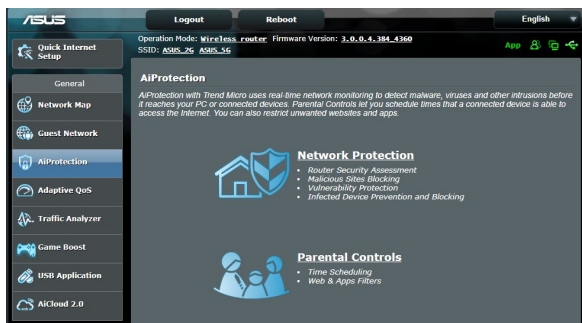 ASUS
Logout
Reboot
English
Quick Internet
Setup
Operation Mode: Wireless router Firmware Version: 3.0.0.4.384_4360
SSID: ASUS_2G ASUS_5G
App
General
Network Map
Guest Network
AiProtection
Adaptive QoS
Traffic Analyzer
Game Boost
USB Application
AiCloud 2.0
AiProtection
AiProtection with Trend Micro uses real-time network monitoring to detect malware, viruses and other intrusions before
it reaches your PC or connected devices. Parental Controls let you schedule times that a connected device is able to
access the Internet. You can also restrict unwanted websites and apps.
Network Protection
• Router Security Assessment
• Malicious Sites Blocking
• Vulnerability Protection
• Infected Device Prevention and Blocking
Parental Controls
• Time Scheduling
• Web & Apps Filters